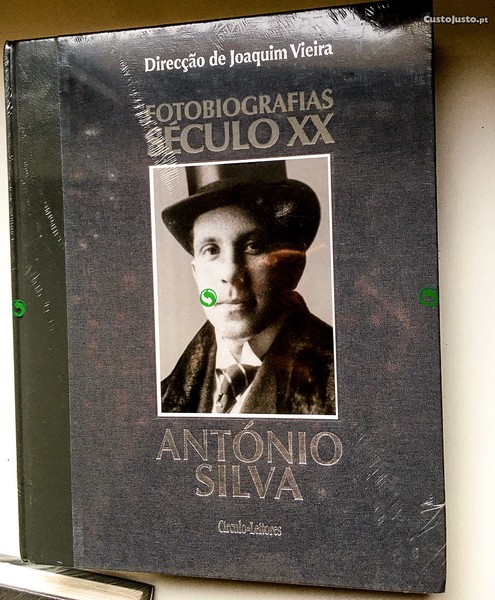 CustoJusto.pt
Direcção de Joaquim Vieira
FOTOBIOGRAFIAS
SÉCULO XX
ANTÓNIO
SILVA
Círculo de Leitores